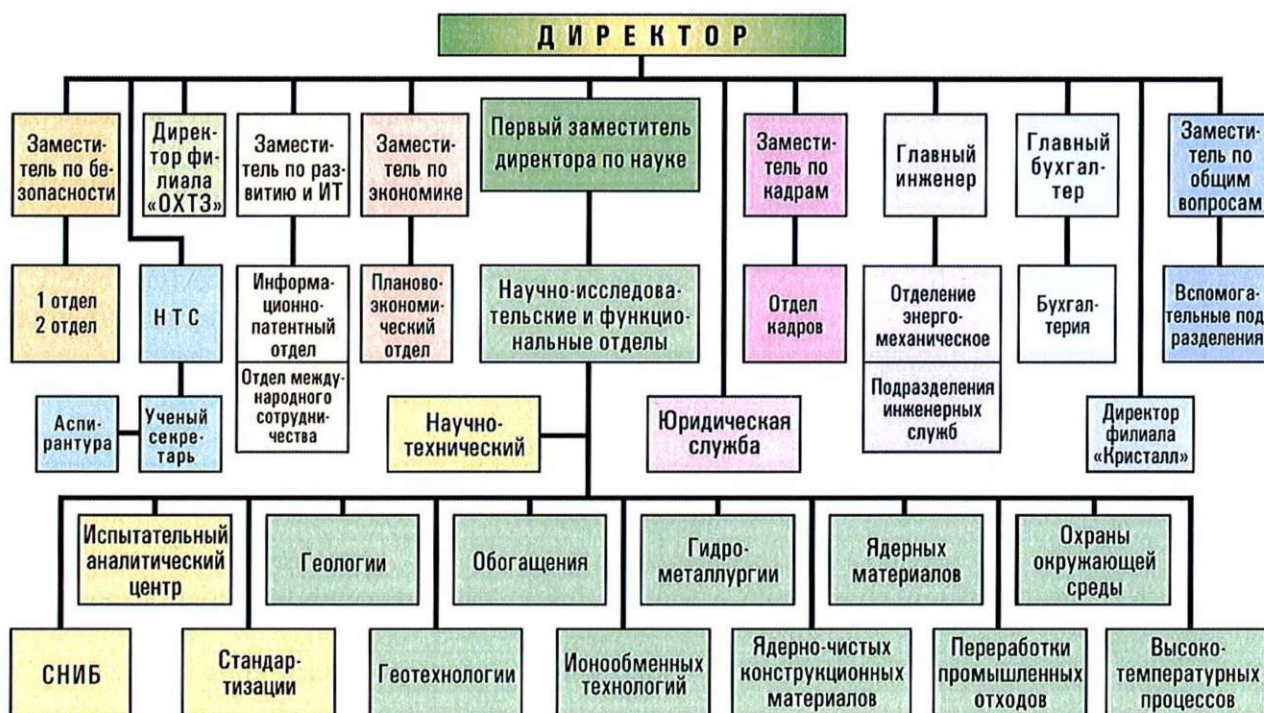 ДИРЕКТОР
Замести-
тель по бе-
зопасности
Дирек-
тор фи-
лиала
«ОХТЗ»
Замести-
тель по раз-
витию и ИТ
Замести-
тель по
экономике
Первый заместитель
директора по науке
Замести-
тель по
кадрам
Главный
инженер
Главный
бухгал-
тер
Замести-
тель по
общим
вопросам
1 отдел
2 отдел
НТС
Информа-
ционно-
патентный
отдел
Отдел между-
народного
сотрудни-
чества
Планово-
экономи-
ческий
отдел
Научно-исследова-
тельские и функцио-
нальные отделы
Отдел
кадров
Отделение
энерго-
механическое
Подразделения
инженерных
служб
Бухгал-
терия
Вспомога-
тельные под-
разделения
Аспи-
рантура
Ученый
секре-
тарь
Научно-
технический
Юридическая
служба
Директор
филиала
«Кристалл»
Испытательный
аналитический
центр
Геологии
Обогащения
Гидро-
металлургии
Ядерных
материалов
Охраны
окружающей
среды
СНИБ
Стандар-
тизации
Геотехнологии
Ионообменных
технологий
Ядерно-чистых
конструкционных
материалов
Переработки
промышленных
отходов
Высоко-
температурных
процессов